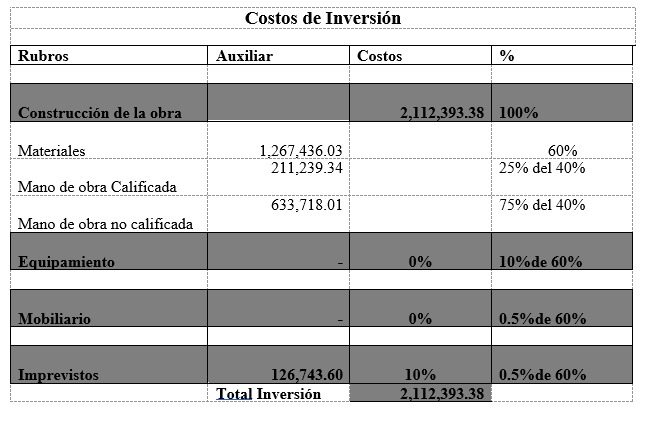 Costos de Inversión
Rubros Auxiliar Costos %
Construcción de la obra 2,112,393.38 100%
Materiales 1,267,436.03 60%
Mano de obra Calificada 211,239.34 25% del 40%
Mano de obra no calificada 633,718.01 75% del 40%
Equipamiento - 0% 10%de 60%
Mobiliario - 0% 0.5%de 60%
Imprevistos 126,743.60 10% 0.5%de 60%
Total Inversión 2,112,393.38